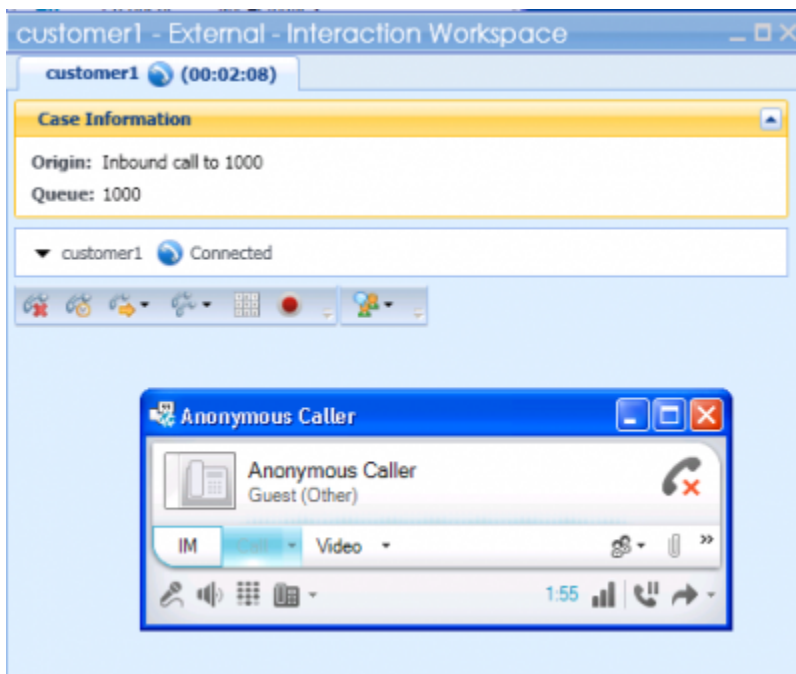 customer1 - External - Interaction Workspace
customer1 (00:02:08)
Case Information
Origin: Inbound call to 1000
Queue: 1000
customer1 Connected
Anonymous Caller
Anonymous Caller
Guest (Other)
IM Call Video
1:55